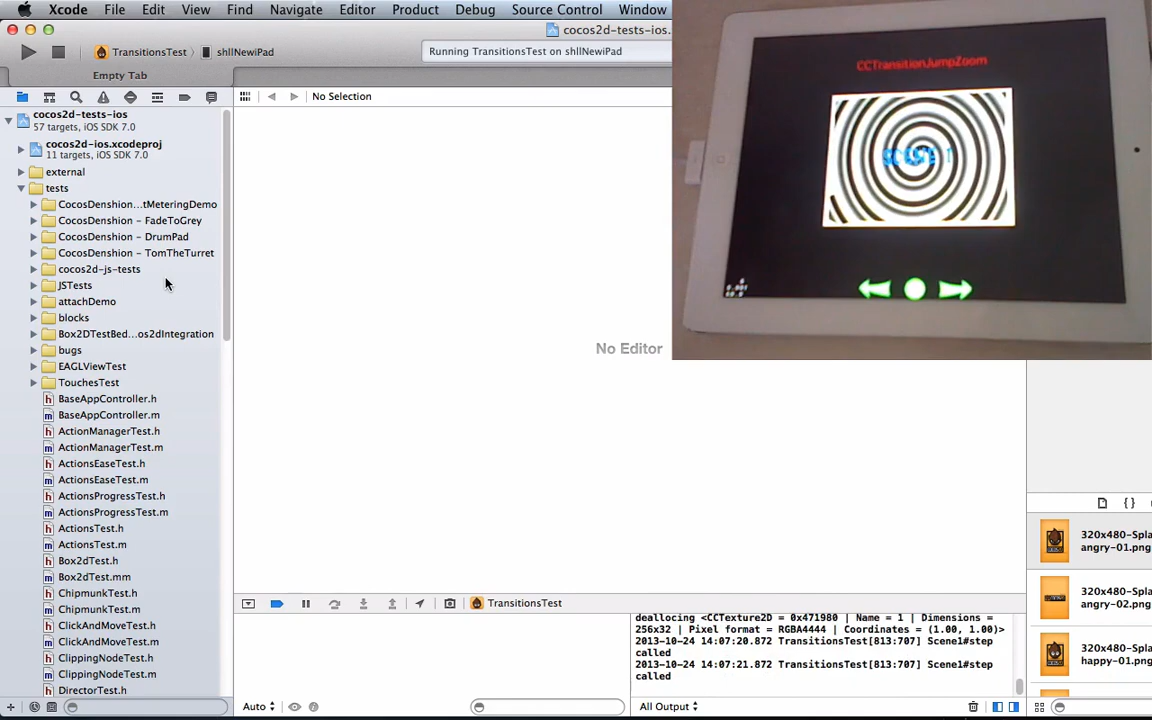 Xcode File Edit View Find Navigate Editor Product Debug Source Control Window
cocos2d-tests-ios.
TransitionsTest shllNewiPad
Running TransitionsTest on shllNewiPad
Empty Tab
No Selection
cocos2d-tests-ios
57 targets, iOS SDK 7.0
cocos2d-ios.xcodeproj
11 targets, iOS SDK 7.0
external
tests
CocosDenshion...tMeteringDemo
CocosDenshion - FadeToGrey
CocosDenshion - DrumPad
CocosDenshion - TomTheTurret
cocos2d-js-tests
JSTests
attachDemo
blocks
Box2DTestBed...os2dIntegration
bugs
EAGLViewTest
TouchesTest
BaseAppController.h
BaseAppController.m
ActionManagerTest.h
ActionManagerTest.m
ActionsEaseTest.h
ActionsEaseTest.m
ActionsProgressTest.h
ActionsProgressTest.m
ActionsTest.h
ActionsTest.m
Box2dTest.h
Box2dTest.mm
ChipmunkTest.h
ChipmunkTest.m
ClickAndMoveTest.h
ClickAndMoveTest.m
ClippingNodeTest.h
ClippingNodeTest.m
DirectorTest.h
No Editor
CCTransitionJumpZoom
SCENE 1
TransitionsTest
deallocing <CCTexture2D = 0x471980 | Name = 1 | Dimensions =
256x32 | Pixel format = RGBA4444 | Coordinates = (1.00, 1.00)>
2013-10-24 14:07:20.872 TransitionsTest[813:707] Scene1#step
called
2013-10-24 14:07:21.872 TransitionsTest[813:707] Scene1#step
called
Auto
All Output
{ }
320x480-Spla
angry-01.png
320x480-Spla
angry-02.png
320x480-Spla
happy-01.png